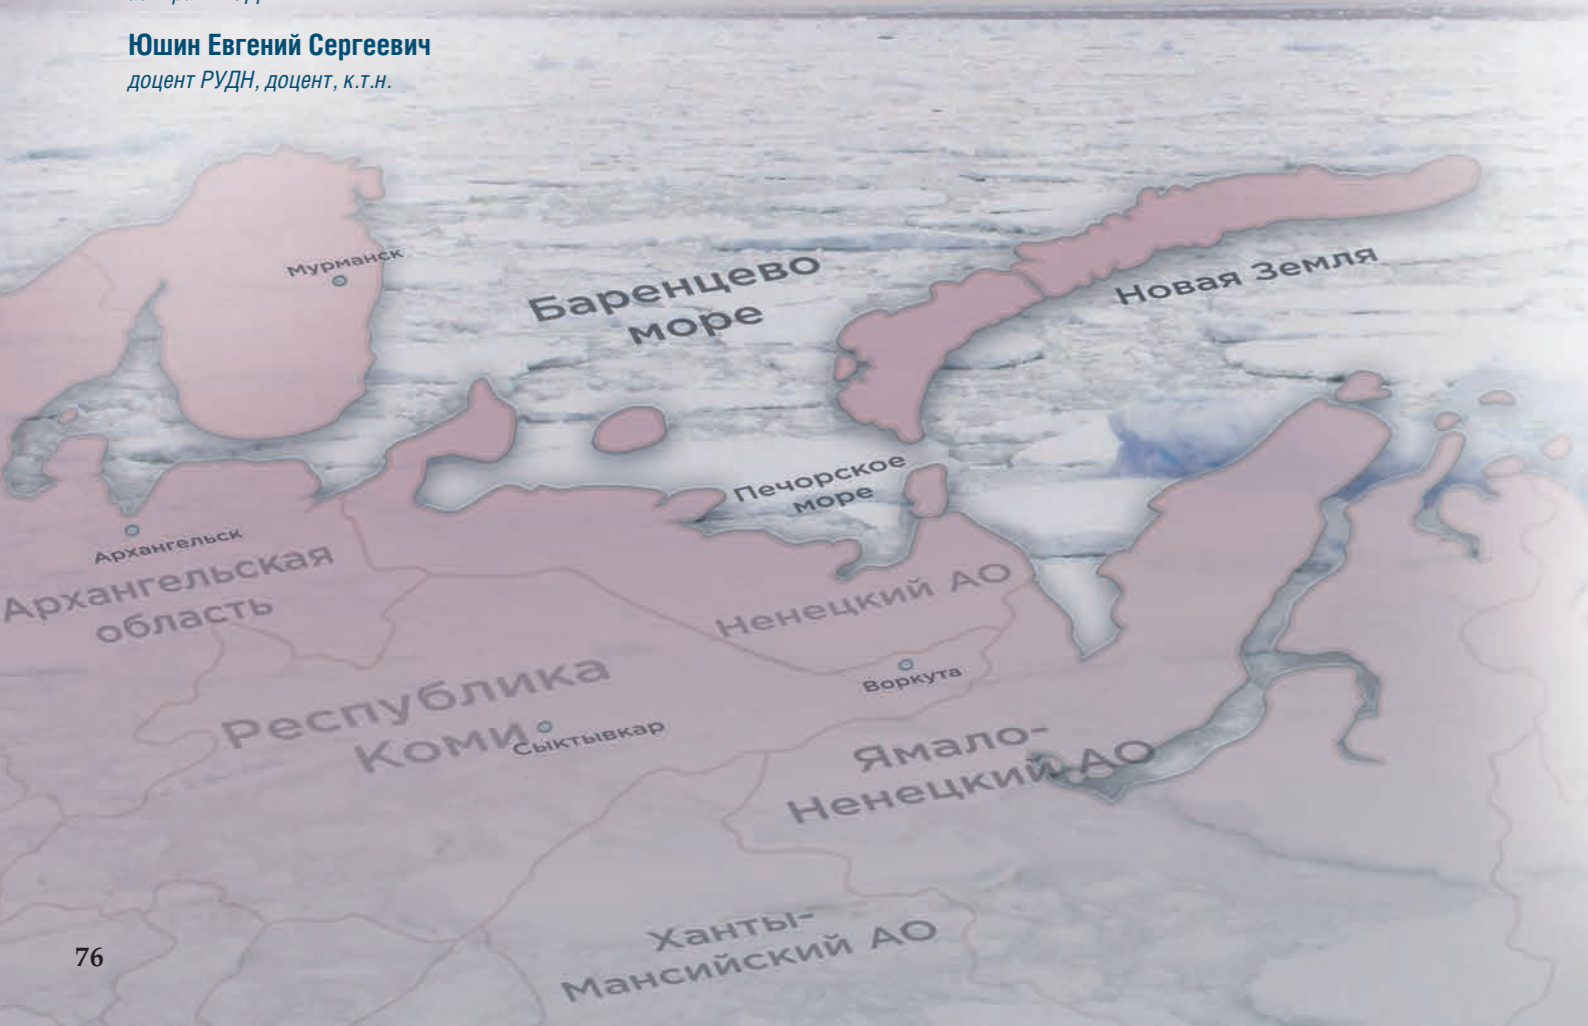 Юшин Евгений Сергеевич
доцент РУДН, доцент, к.т.н.
Мурманск
Баренцево
море
Новая Земля
Печорское
море
Архангельск
Архангельская
область
Ненецкий АО
Республика
Коми
Сыктывкар
Воркута
Ямало-
Ненецкий АО
Ханты-
Мансийский АО
76